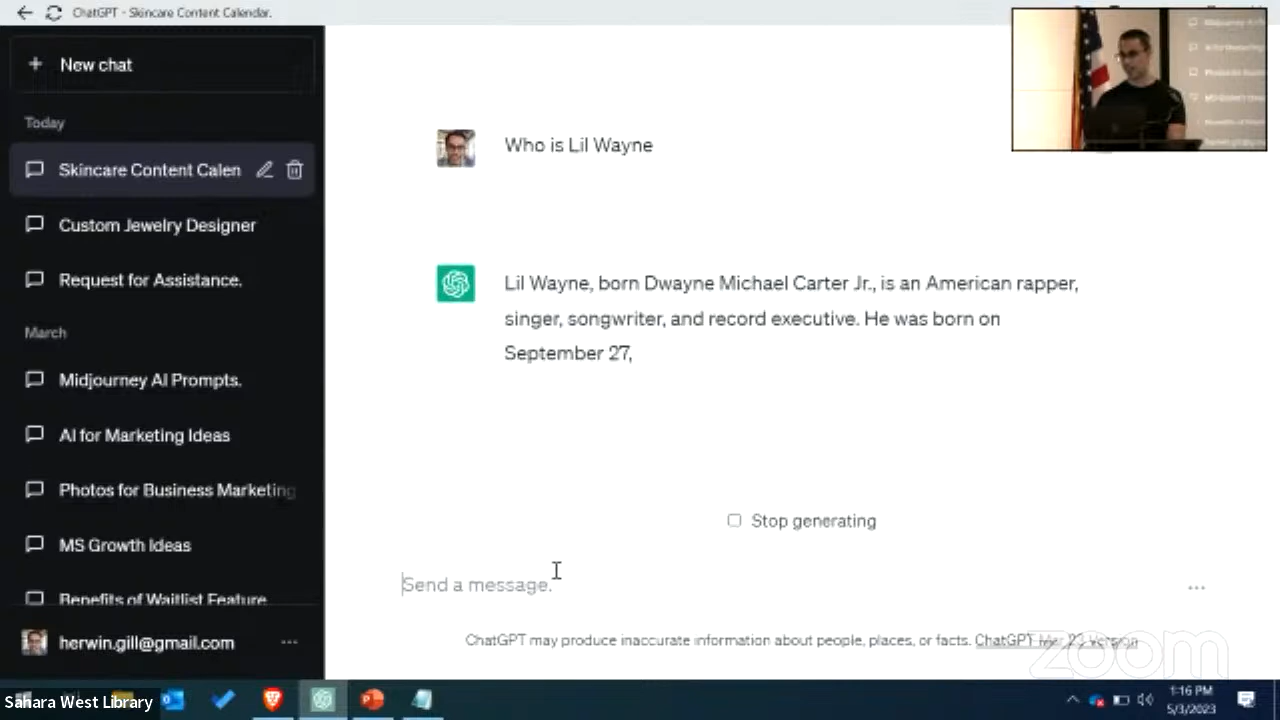 ChatGPT - Skincare Content Calendar.
+ New chat
Today
Skincare Content Calen
Custom Jewelry Designer
Request for Assistance.
March
Midjourney AI Prompts.
AI for Marketing Ideas
Photos for Business Marketing
MS Growth Ideas
Benefits of Waitlist Feature
herwin.gill@gmail.com ...
Who is Lil Wayne
Lil Wayne, born Dwayne Michael Carter Jr., is an American rapper,
singer, songwriter, and record executive. He was born on
September 27,
Stop generating
Send a message.
...
ChatGPT may produce inaccurate information about people, places, or facts. ChatGPT Mar 23 Version
zoom
Sahara West Library
1:16 PM
5/3/2023